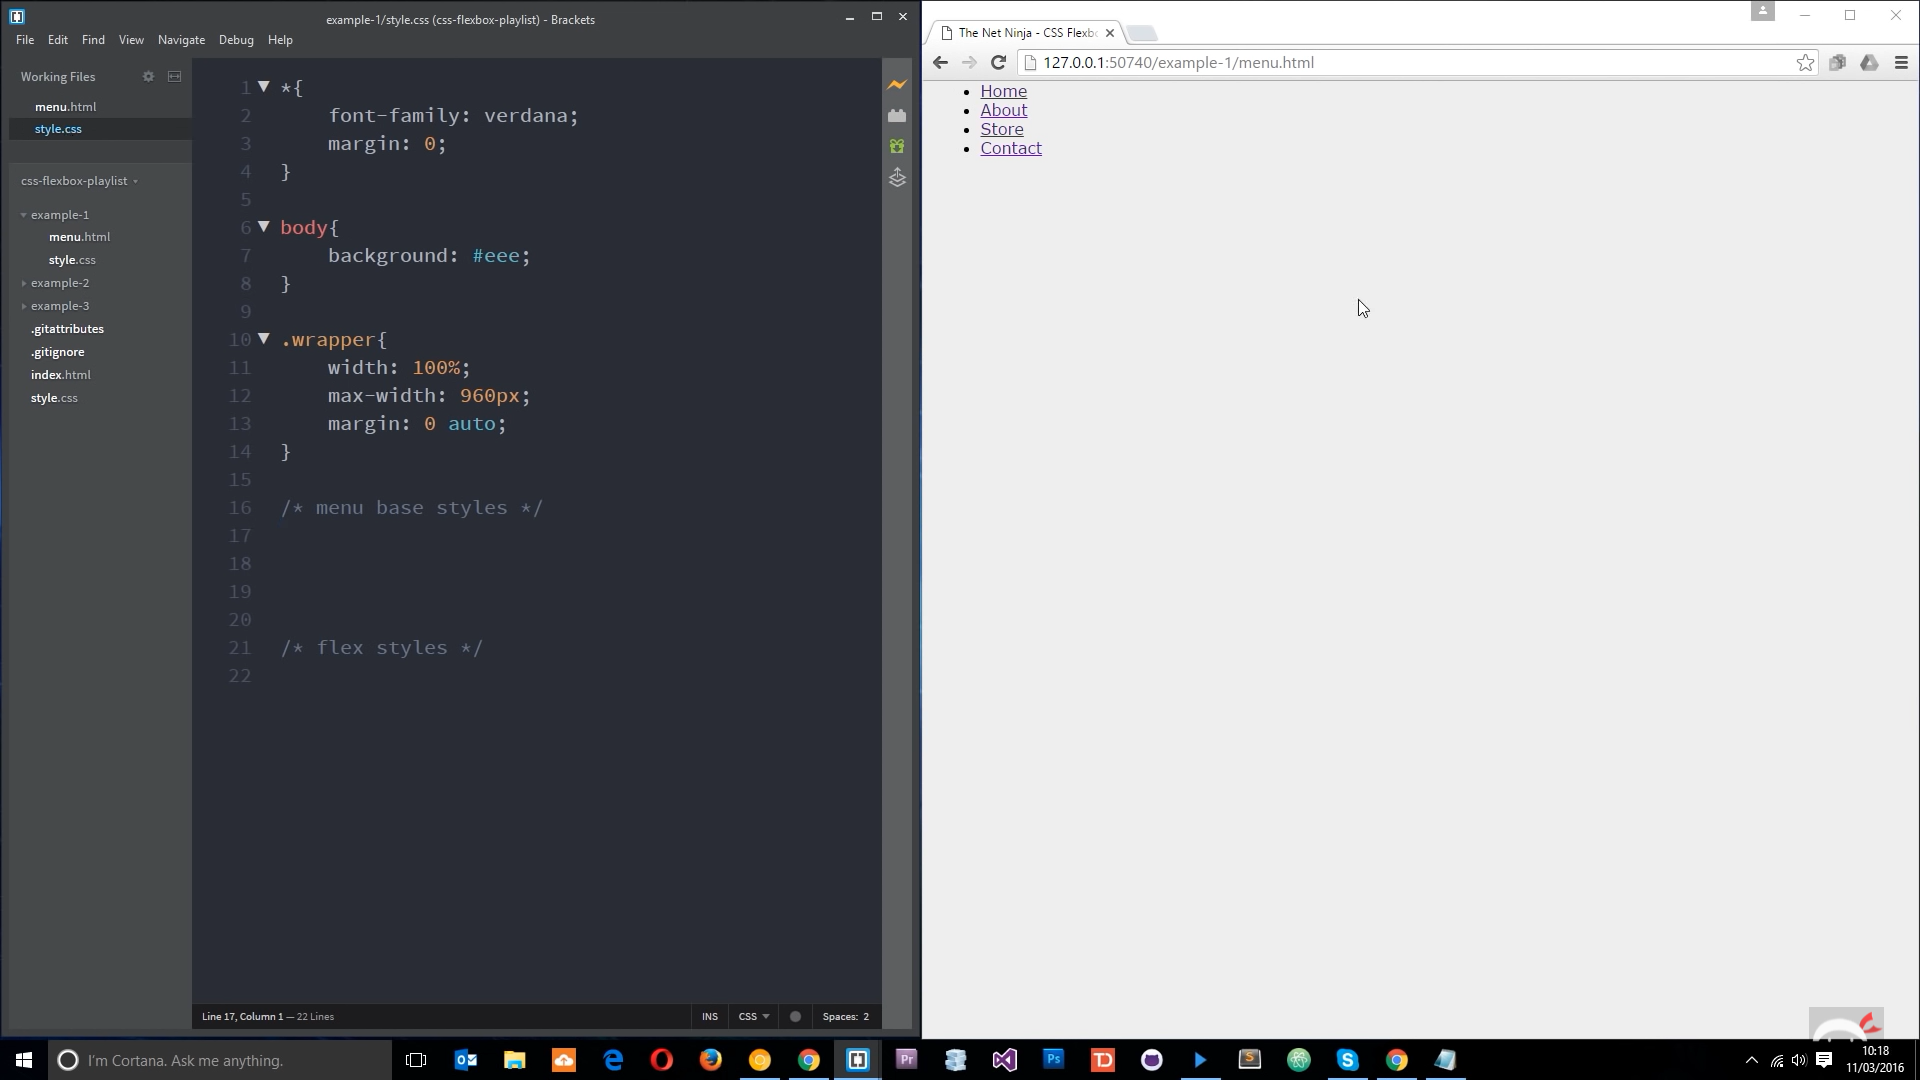 example-1/style.css (css-flexbox-playlist) - Brackets
File Edit Find View Navigate Debug Help
Working Files
menu.html
style.css
css-flexbox-playlist
example-1
menu.html
style.css
example-2
example-3
.gitattributes
.gitignore
index.html
style.css
1 *{
2 font-family: verdana;
3 margin: 0;
4 }
5
6 body{
7 background: #eee;
8 }
9
10 .wrapper{
11 width: 100%;
12 max-width: 960px;
13 margin: 0 auto;
14 }
15
16 /* menu base styles */
17
18
19
20
21 /* flex styles */
22
Line 17, Column 1 — 22 Lines
INS CSS Spaces: 2
The Net Ninja - CSS Flexb
127.0.0.1:50740/example-1/menu.html
Home
About
Store
Contact
I'm Cortana. Ask me anything.
Pr
Ps
TD
S
10:18
11/03/2016